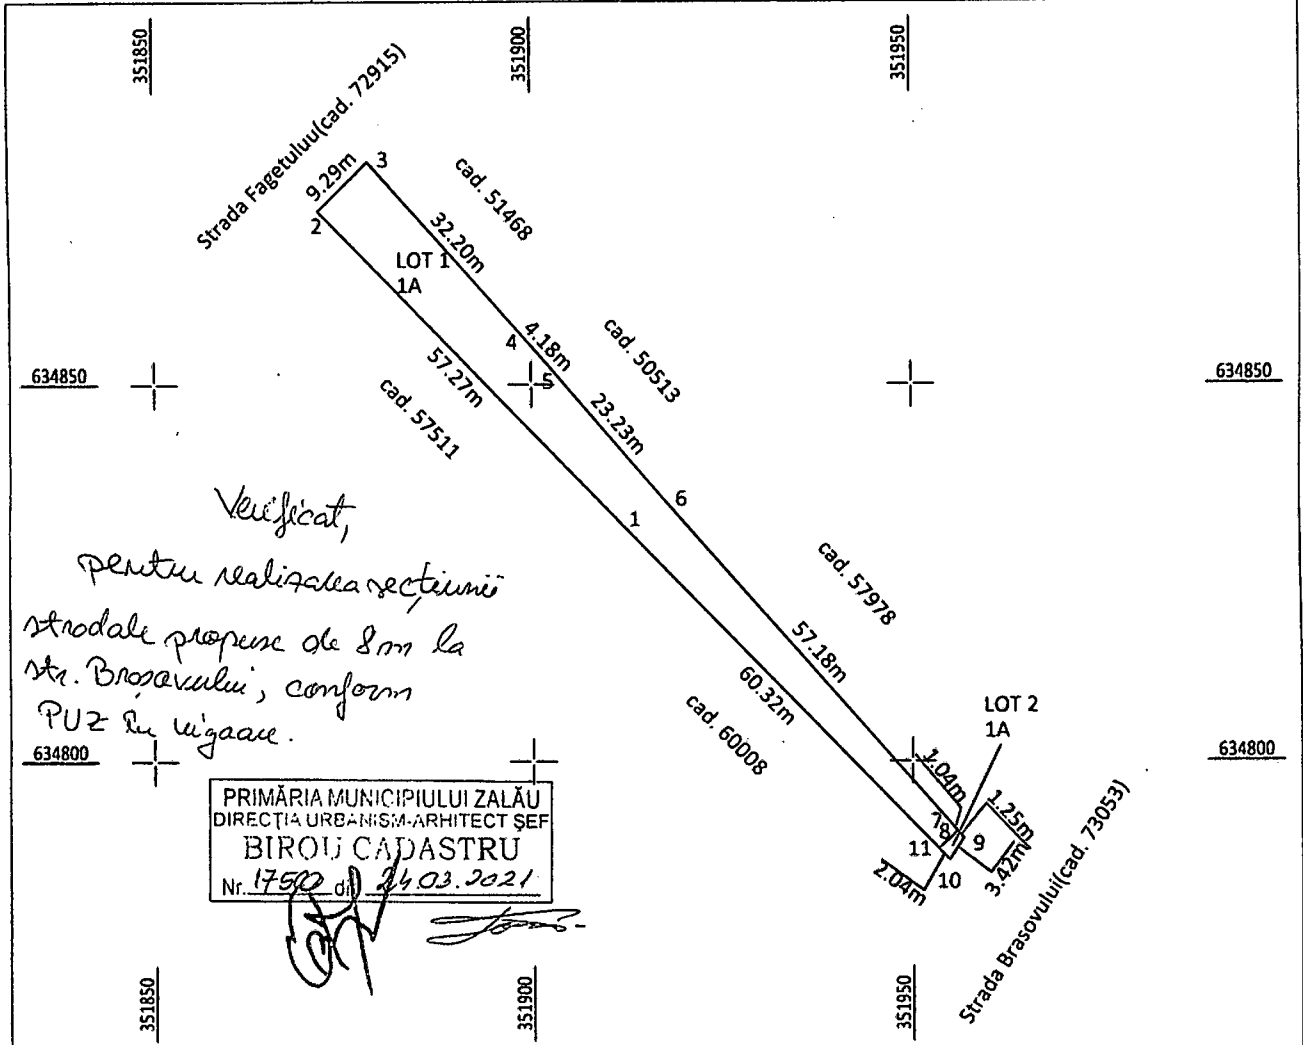 351850
351900
351950
Strada Fagetuluu(cad. 72915)
9.29m
3
2
cad. 51468
32.20m
LOT 1
1A
4
4.18m
5
cad. 50513
634850
634850
57.27m
cad. 57511
23.23m
6
1
Verificat,
pentru realizarea secțiunii
stradale propuse de 8m la
str. Brașovului, conform
PUZ în vigoare.
cad. 57978
57.18m
60.32m
cad. 60008
LOT 2
1A
634800
634800
1.04m
1.25m
7
8
9
11
10
3.42m
2.04m
Strada Brasovului(cad. 73053)
PRIMĂRIA MUNICIPIULUI ZALĂU
DIRECȚIA URBANISM-ARHITECT ȘEF
BIROU CADASTRU
Nr. 17500 din 24.03.2021
351850
351900
351950